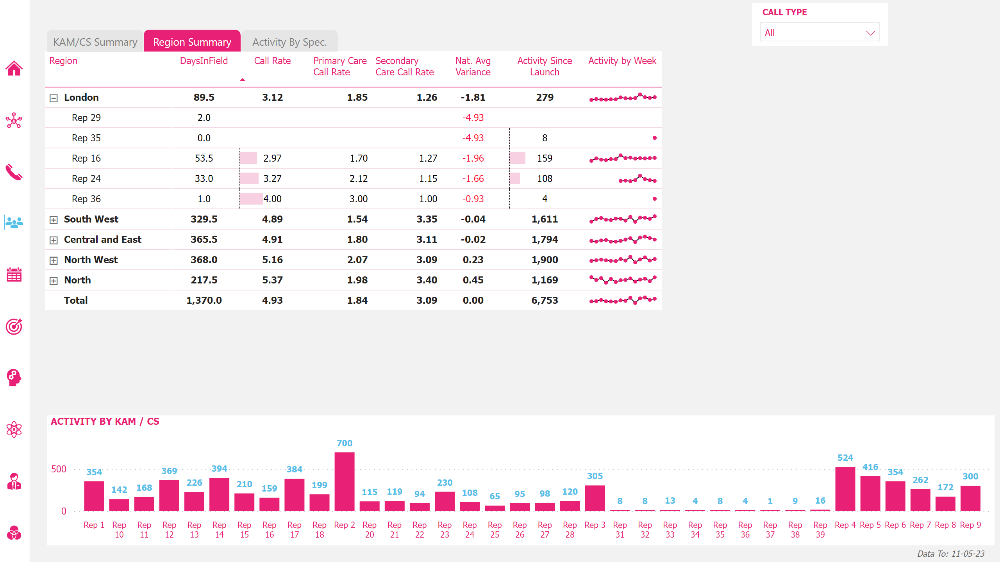 CALL TYPE
All
KAM/CS Summary Region Summary Activity By Spec.
Region DaysInField Call Rate Primary Care Call Rate Secondary Care Call Rate Nat. Avg Variance Activity Since Launch Activity by Week
London 89.5 3.12 1.85 1.26 -1.81 279
Rep 29 2.0 -4.93
Rep 35 0.0 -4.93 8
Rep 16 53.5 2.97 1.70 1.27 -1.96 159
Rep 24 33.0 3.27 2.12 1.15 -1.66 108
Rep 36 1.0 4.00 3.00 1.00 -0.93 4
South West 329.5 4.89 1.54 3.35 -0.04 1,611
Central and East 365.5 4.91 1.80 3.11 -0.02 1,794
North West 368.0 5.16 2.07 3.09 0.23 1,900
North 217.5 5.37 1.98 3.40 0.45 1,169
Total 1,370.0 4.93 1.84 3.09 0.00 6,753
ACTIVITY BY KAM / CS
500
0
354 142 168 369 226 394 210 159 384 199 700 115 119 94 230 108 65 95 98 120 305 8 8 13 4 8 4 1 9 16 524 416 354 262 172 300
Rep 1 Rep 10 Rep 11 Rep 12 Rep 13 Rep 14 Rep 15 Rep 16 Rep 17 Rep 18 Rep 2 Rep 20 Rep 21 Rep 22 Rep 23 Rep 24 Rep 25 Rep 26 Rep 27 Rep 28 Rep 3 Rep 31 Rep 32 Rep 33 Rep 34 Rep 35 Rep 36 Rep 37 Rep 38 Rep 39 Rep 4 Rep 5 Rep 6 Rep 7 Rep 8 Rep 9
Data To: 11-05-23